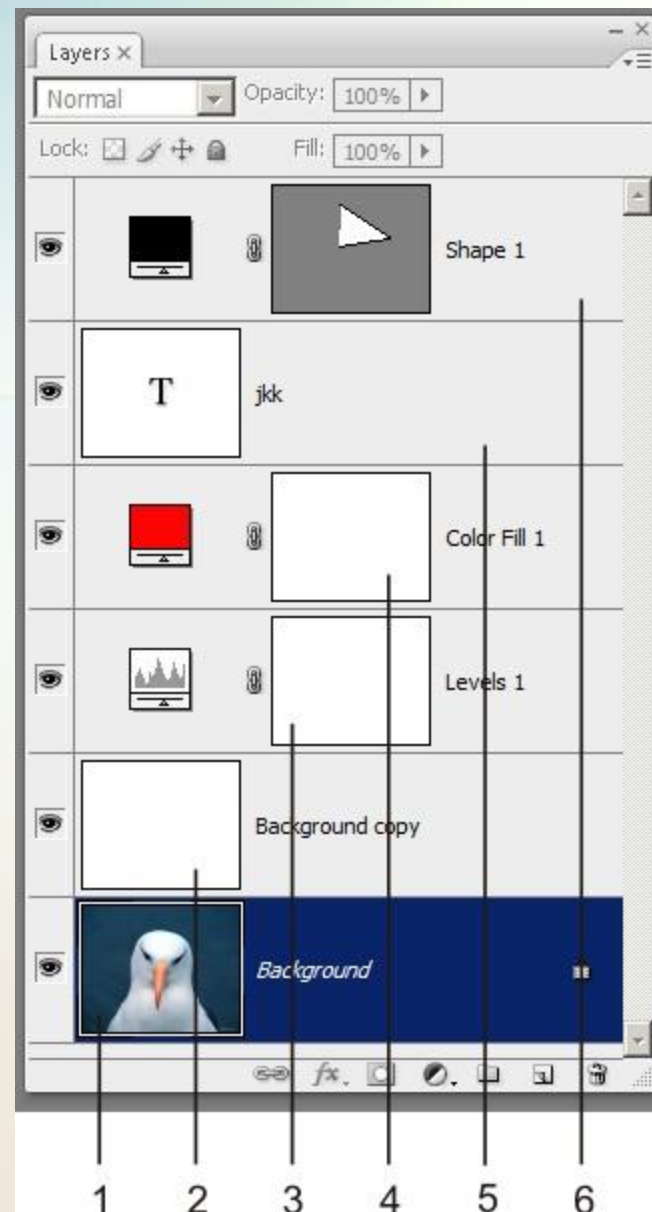 Layers
Normal Opacity: 100%
Lock: Fill: 100%
Shape 1
T jkk
Color Fill 1
Levels 1
Background copy
Background
fx.
1 2 3 4 5 6